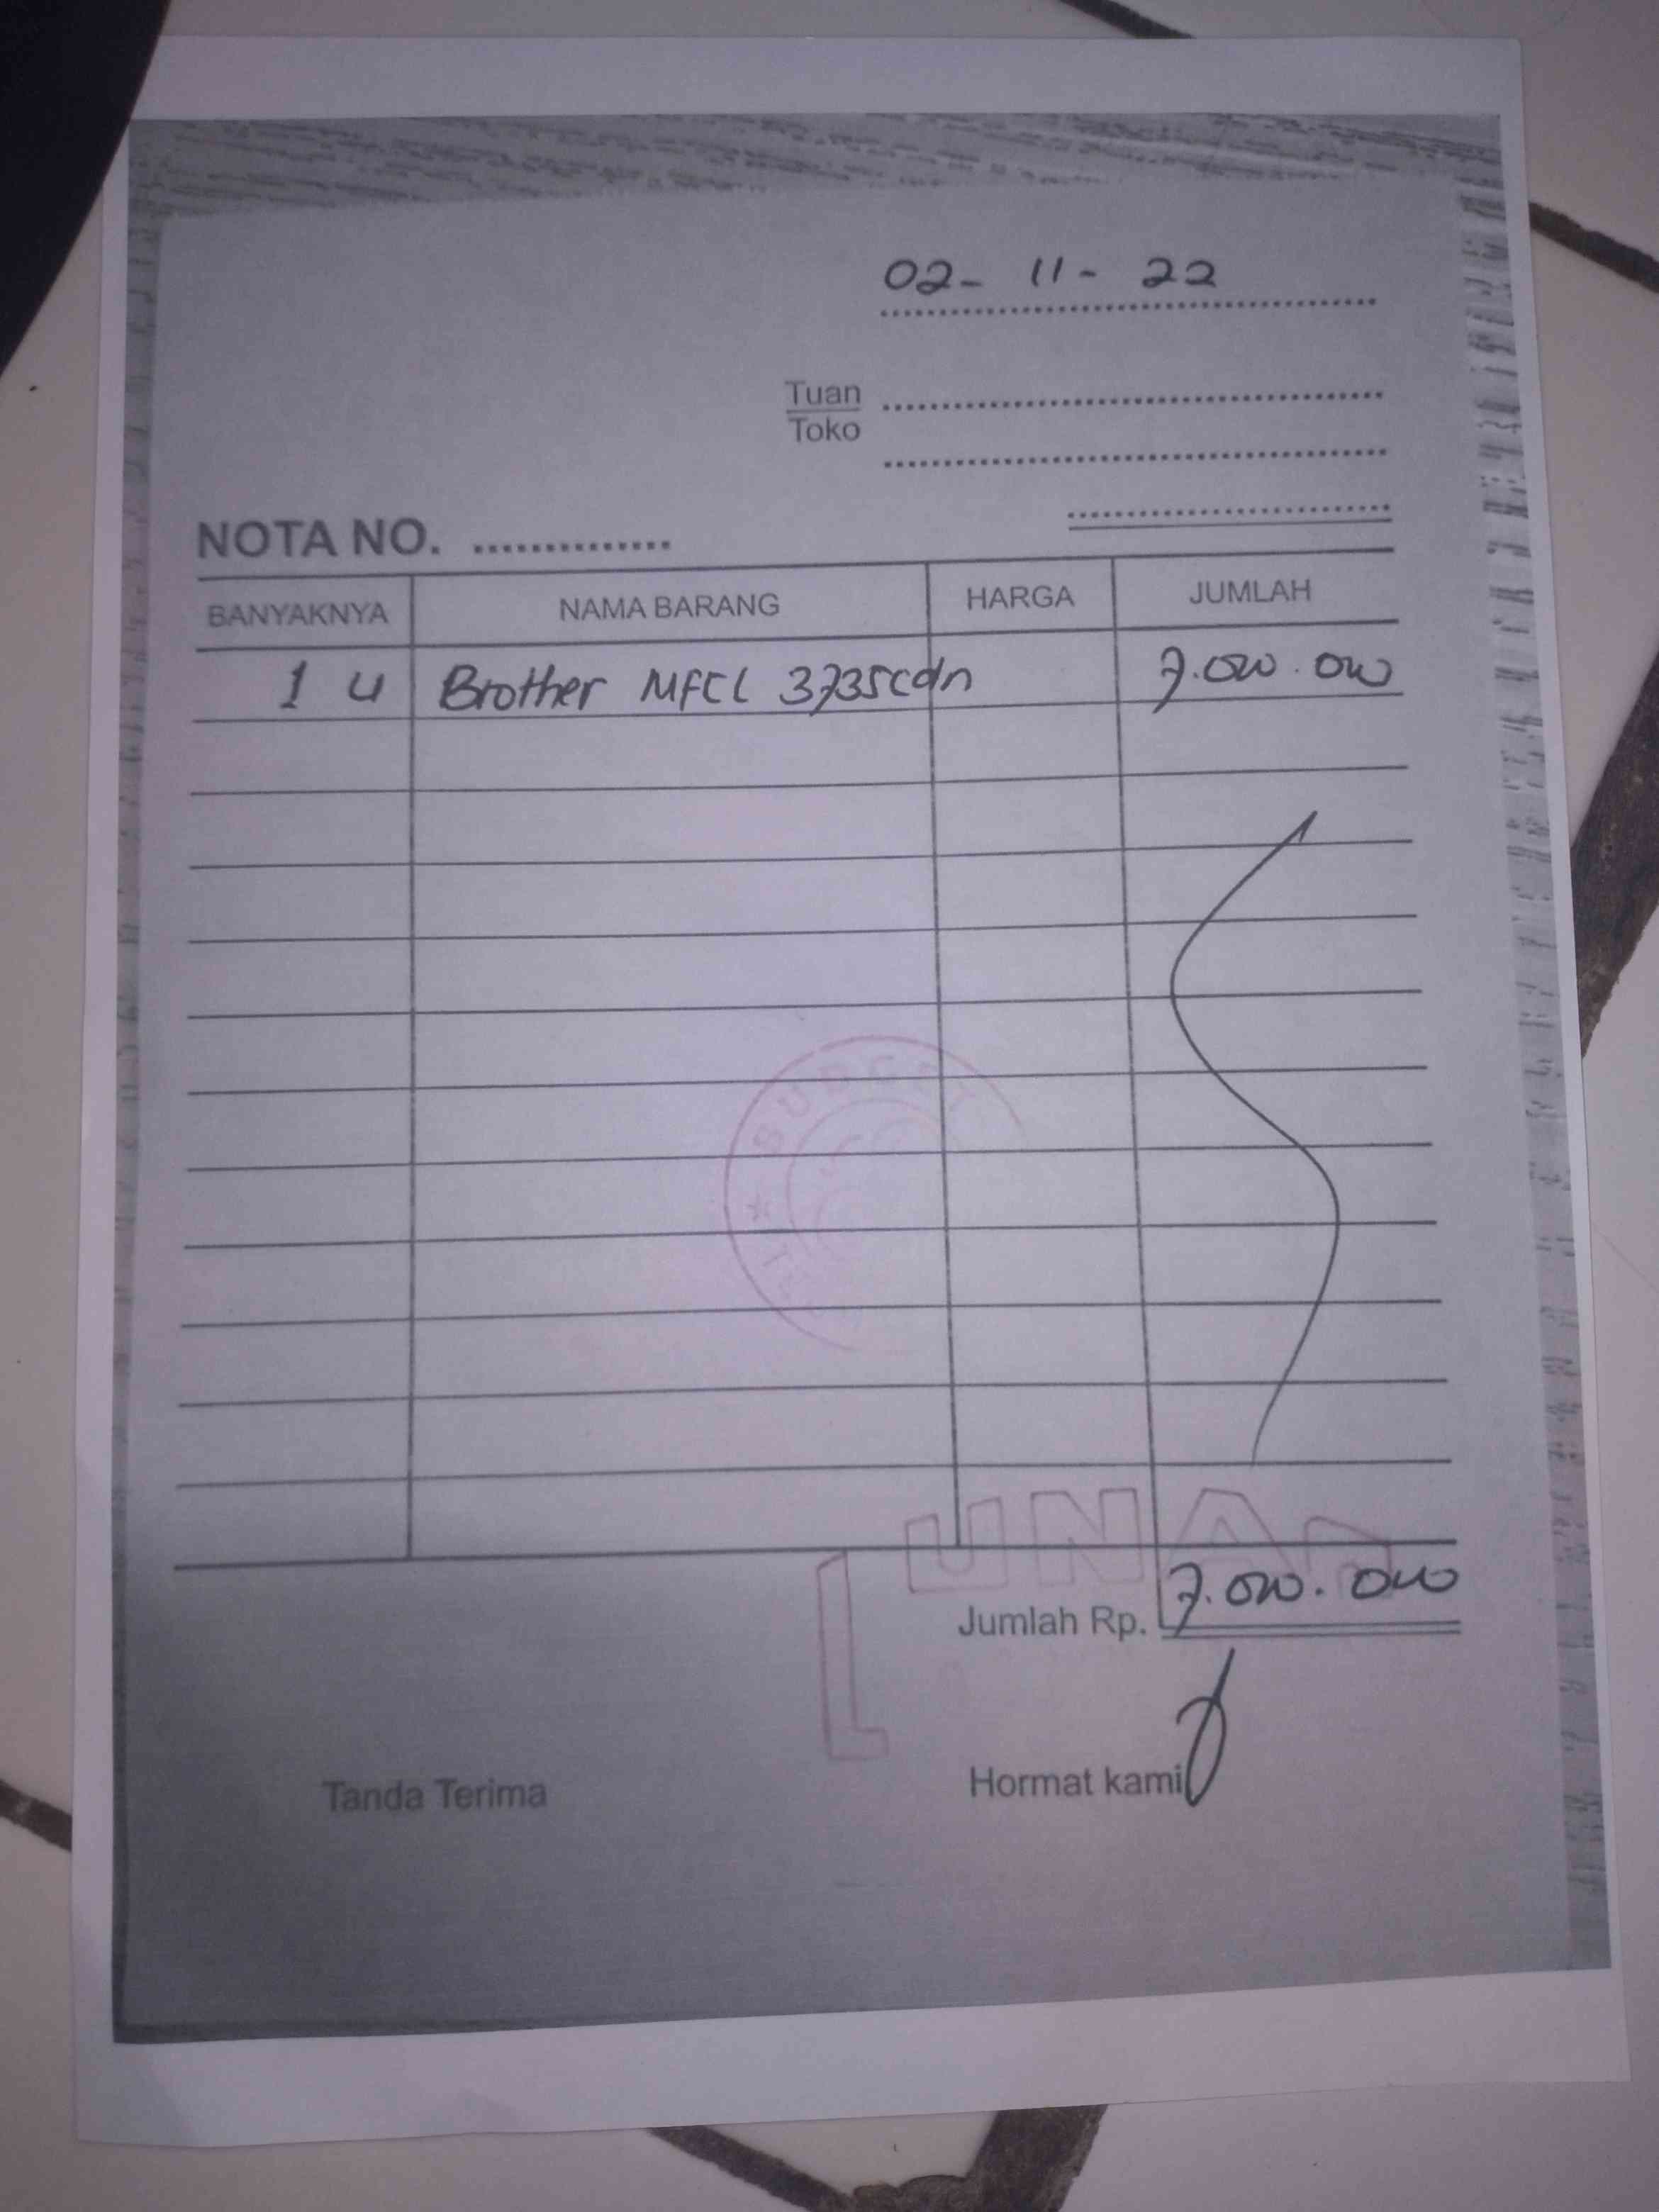 02- 11- 22
Tuan
Toko
NOTA NO. ..............
BANYAKNYA NAMA BARANG HARGA JUMLAH
1 U Brother MFCL 3735cdn 7.000.000
Jumlah Rp. 7.000.000
Tanda Terima Hormat kami